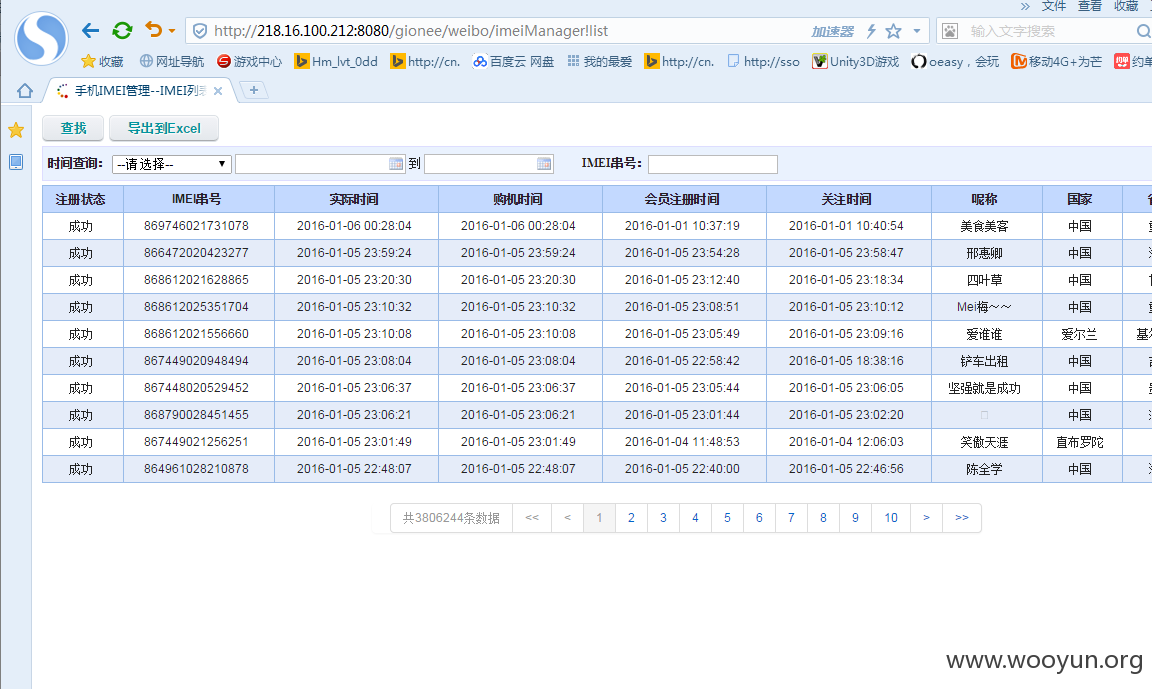 » 文件 查看 收藏
http://218.16.100.212:8080/gionee/weibo/imeiManager!list 加速器 输入文字搜索
收藏 网址导航 游戏中心 Hm_lvt_0dd http://cn. 百度云 网盘 我的最爱 http://cn. http://sso Unity3D游戏 oeasy，会玩 移动4G+为芒 约单
手机IMEI管理--IMEI列表 × +
查找 导出到Excel
时间查询： --请选择-- 到 IMEI串号：
注册状态 IMEI串号 实际时间 购机时间 会员注册时间 关注时间 呢称 国家
成功 869746021731078 2016-01-06 00:28:04 2016-01-06 00:28:04 2016-01-01 10:37:19 2016-01-01 10:40:54 美食美客 中国
成功 866472020423277 2016-01-05 23:59:24 2016-01-05 23:59:24 2016-01-05 23:54:28 2016-01-05 23:58:47 邢惠卿 中国
成功 868612021628865 2016-01-05 23:20:30 2016-01-05 23:20:30 2016-01-05 23:12:40 2016-01-05 23:18:34 四叶草 中国
成功 868612025351704 2016-01-05 23:10:32 2016-01-05 23:10:32 2016-01-05 23:08:51 2016-01-05 23:10:12 Mei梅～～ 中国
成功 868612021556660 2016-01-05 23:10:08 2016-01-05 23:10:08 2016-01-05 23:05:49 2016-01-05 23:09:16 爱谁谁 爱尔兰
成功 867449020948494 2016-01-05 23:08:04 2016-01-05 23:08:04 2016-01-05 22:58:42 2016-01-05 18:38:16 铲车出租 中国
成功 867448020529452 2016-01-05 23:06:37 2016-01-05 23:06:37 2016-01-05 23:05:44 2016-01-05 23:06:05 坚强就是成功 中国
成功 868790028451455 2016-01-05 23:06:21 2016-01-05 23:06:21 2016-01-05 23:01:44 2016-01-05 23:02:20 中国
成功 867449021256251 2016-01-05 23:01:49 2016-01-05 23:01:49 2016-01-04 11:48:53 2016-01-04 12:06:03 笑傲天涯 直布罗陀
成功 864961028210878 2016-01-05 22:48:07 2016-01-05 22:48:07 2016-01-05 22:40:00 2016-01-05 22:46:56 陈全学 中国
共3806244条数据 << < 1 2 3 4 5 6 7 8 9 10 > >>
www.wooyun.org